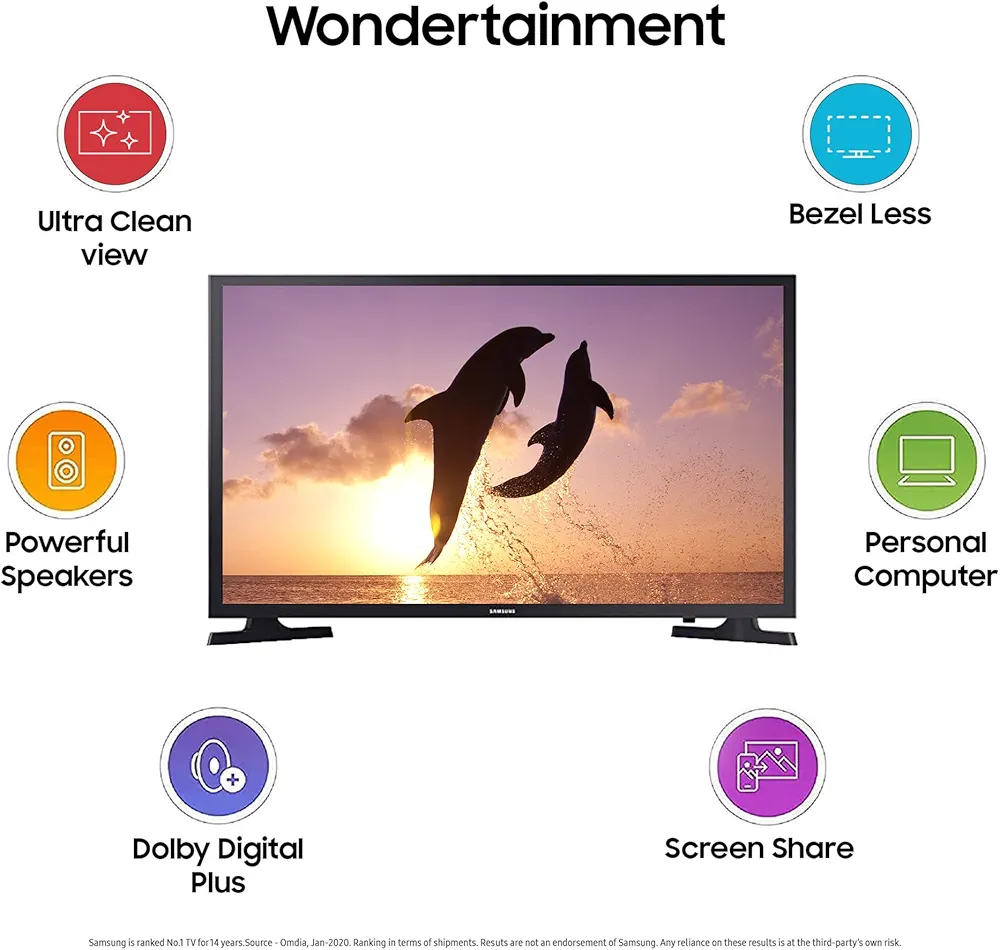 Wondertainment
Ultra Clean
view
Bezel Less
Powerful
Speakers
Personal
Computer
SAMSUNG
Dolby Digital
Plus
Screen Share
Samsung is ranked No.1 TV for 14 years.Source - Omdia, Jan-2020. Ranking in terms of shipments. Resuts are not an endorsement of Samsung. Any reliance on these results is at the third-party's own risk.